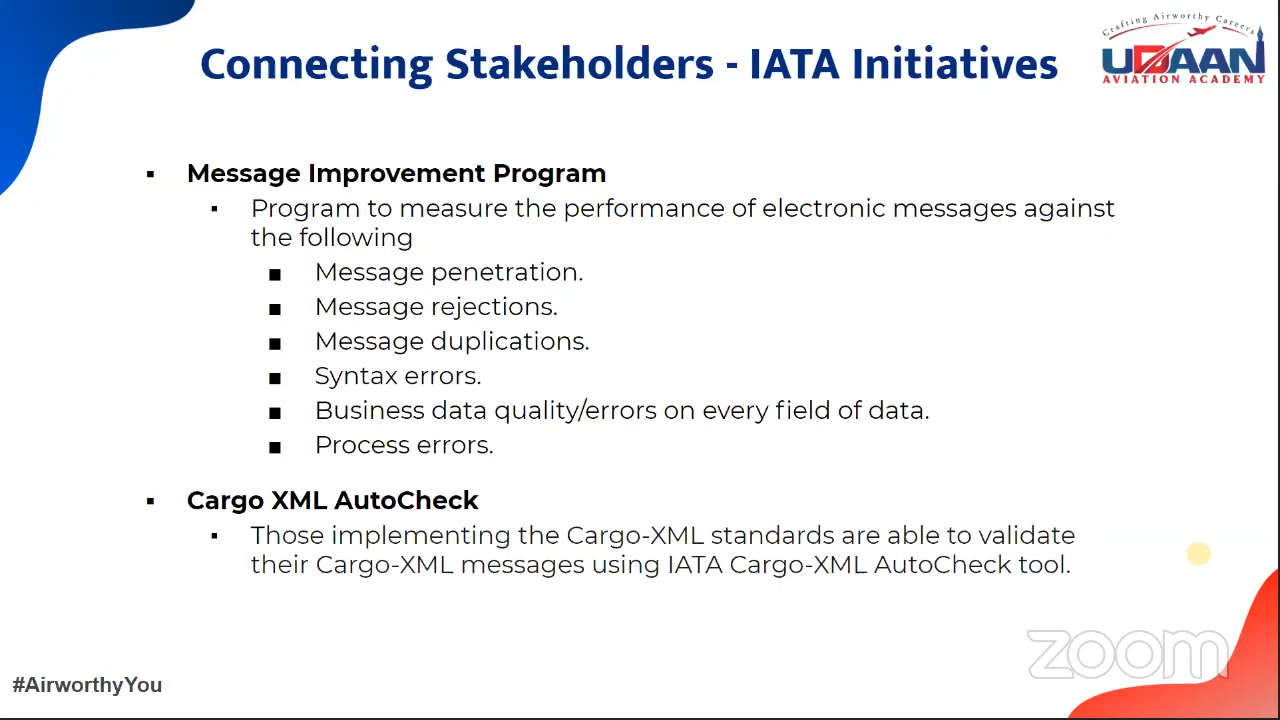 Connecting Stakeholders - IATA Initiatives
Crafting Airworthy Careers
UDAAN
AVIATION ACADEMY
▪ Message Improvement Program
▪ Program to measure the performance of electronic messages against
the following
■ Message penetration.
■ Message rejections.
■ Message duplications.
■ Syntax errors.
■ Business data quality/errors on every field of data.
■ Process errors.
▪ Cargo XML AutoCheck
▪ Those implementing the Cargo-XML standards are able to validate
their Cargo-XML messages using IATA Cargo-XML AutoCheck tool.
zoom
#AirworthyYou